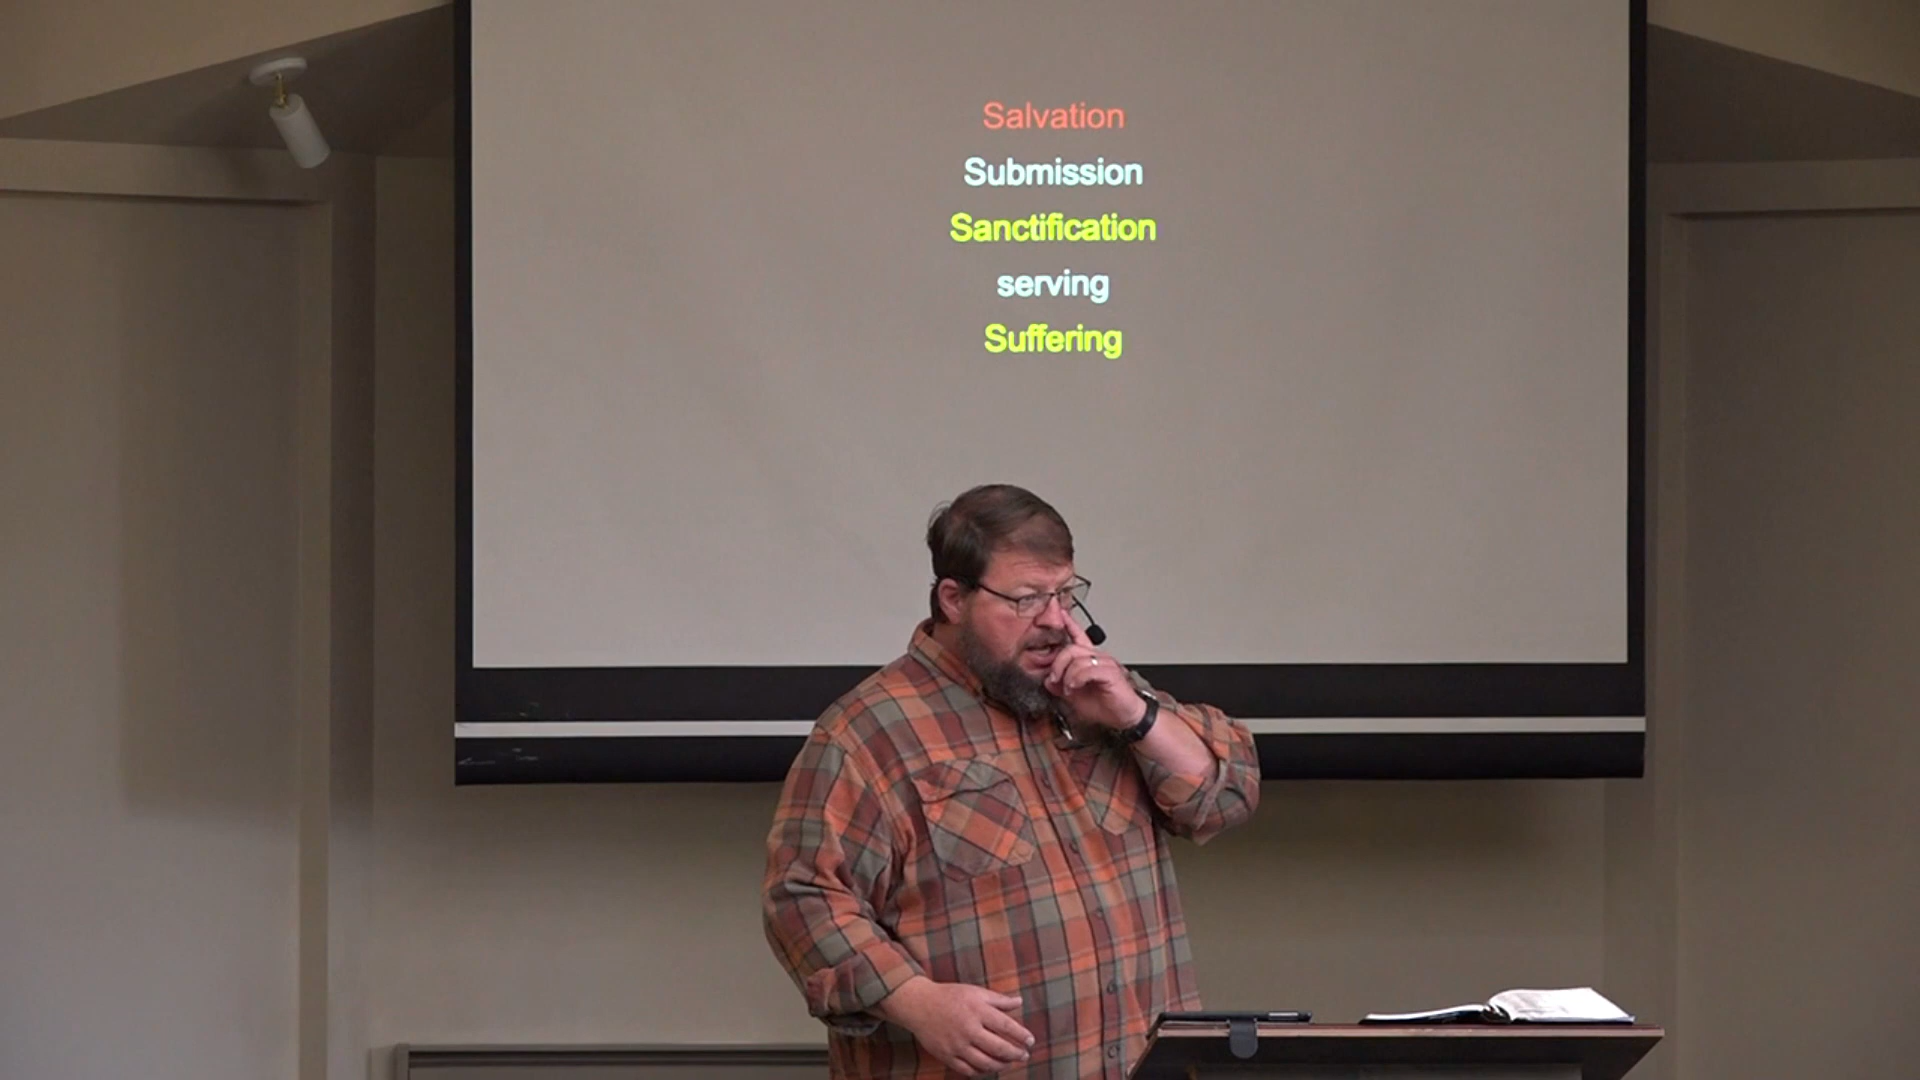 Salvation
Submission
Sanctification
serving
Suffering